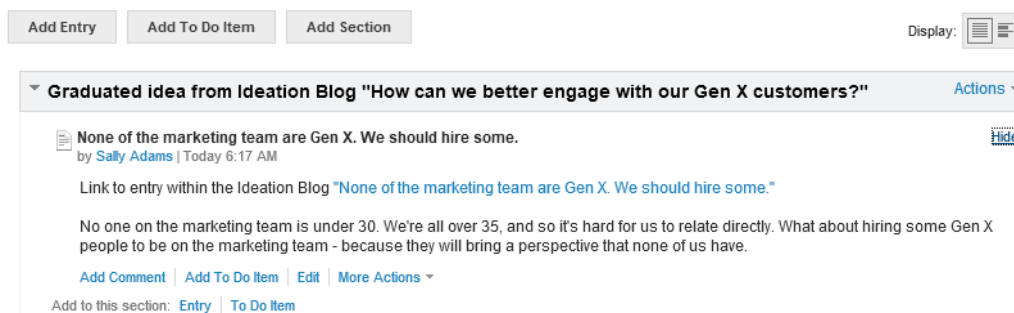 Add Entry Add To Do Item Add Section Display:
Graduated idea from Ideation Blog "How can we better engage with our Gen X customers?" Actions
None of the marketing team are Gen X. We should hire some. Hide
by Sally Adams | Today 6:17 AM
Link to entry within the Ideation Blog "None of the marketing team are Gen X. We should hire some."
No one on the marketing team is under 30. We're all over 35, and so it's hard for us to relate directly. What about hiring some Gen X
people to be on the marketing team - because they will bring a perspective that none of us have.
Add Comment Add To Do Item Edit More Actions
Add to this section: Entry To Do Item